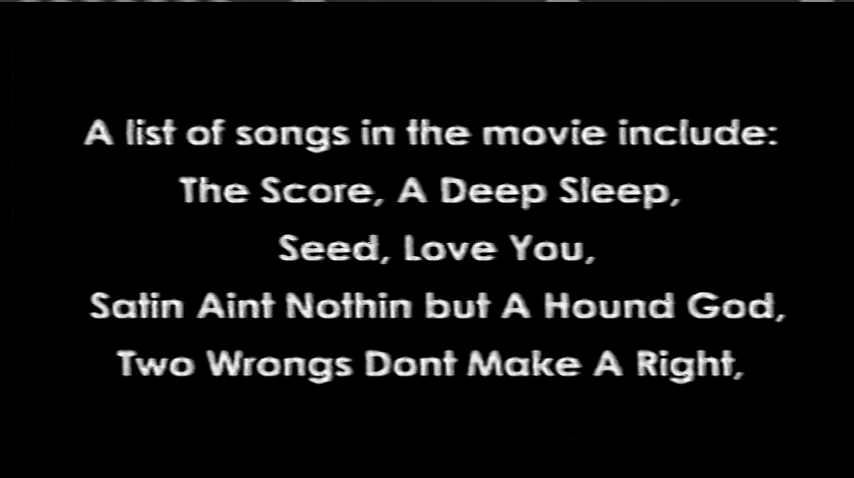 A list of songs in the movie include:
The Score, A Deep Sleep,
Seed, Love You,
Satin Aint Nothin but A Hound God,
Two Wrongs Dont Make A Right,